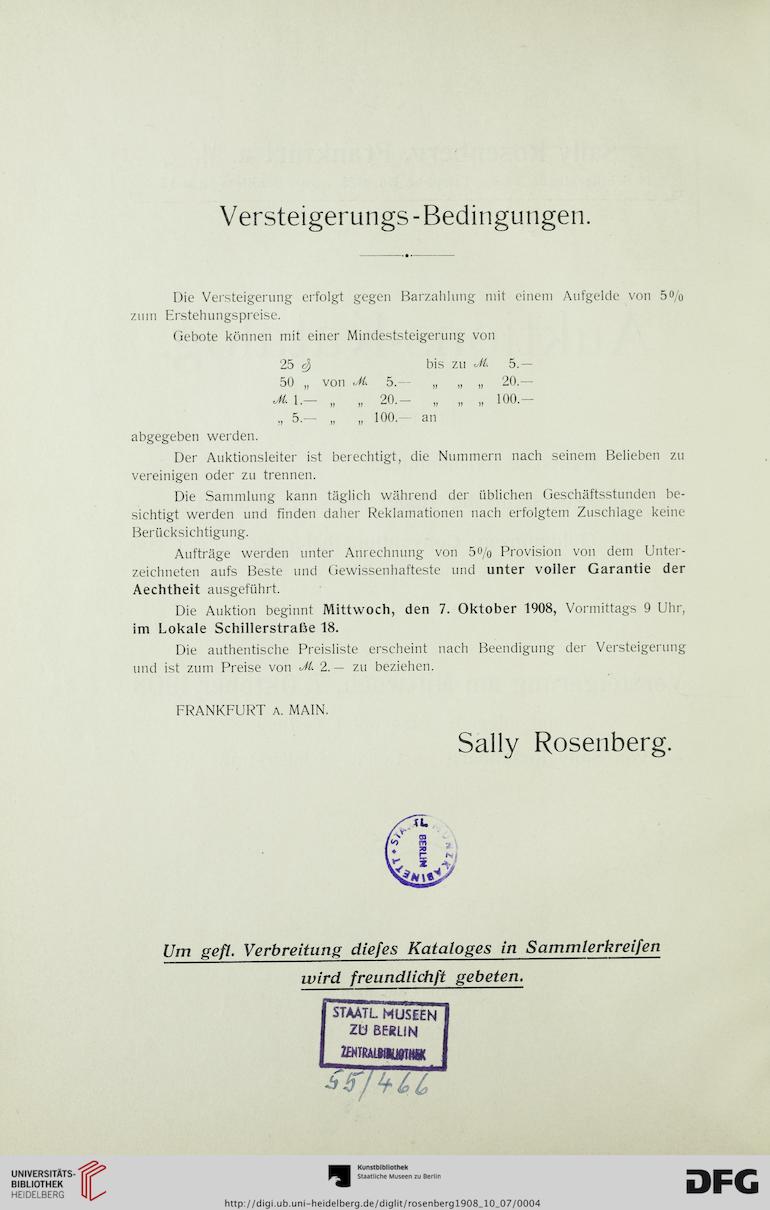 Versteigerungs-Bedingungen.
Die Versteigerung erfolgt gegen Barzahlung mit einem Aufgelde von 5%
zum Erstehungspreise.
Gebote können mit einer Mindeststeigerung von
25 ₰ bis zu ℳ 5.—
50 „ von ℳ 5.— „ „ „ 20.—
ℳ 1.— „ „ 20.— „ „ „ 100.—
„ 5.— „ „ 100.— an
abgegeben werden.
Der Auktionsleiter ist berechtigt, die Nummern nach seinem Belieben zu
vereinigen oder zu trennen.
Die Sammlung kann täglich während der üblichen Geschäftsstunden be-
sichtigt werden und finden daher Reklamationen nach erfolgtem Zuschlage keine
Berücksichtigung.
Aufträge werden unter Anrechnung von 5% Provision von dem Unter-
zeichneten aufs Beste und Gewissenhafteste und unter voller Garantie der
Aechtheit ausgeführt.
Die Auktion beginnt Mittwoch, den 7. Oktober 1908, Vormittags 9 Uhr,
im Lokale Schillerstraße 18.
Die authentische Preisliste erscheint nach Beendigung der Versteigerung
und ist zum Preise von ℳ 2.— zu beziehen.
FRANKFURT A. MAIN.
Sally Rosenberg.
STAATL. MÜNZKABINETT
BERLIN
Um gefl. Verbreitung dieſes Kataloges in Sammlerkreiſen
wird freundlichſt gebeten.
STAATL. MUSEEN
ZU BERLIN
ZENTRALBIBLIOTHEK
55/466
UNIVERSITÄTS-
BIBLIOTHEK
HEIDELBERG
Kunstbibliothek
Staatliche Museen zu Berlin
DFG
http://digi.ub.uni-heidelberg.de/diglit/rosenberg1908_10_07/0004